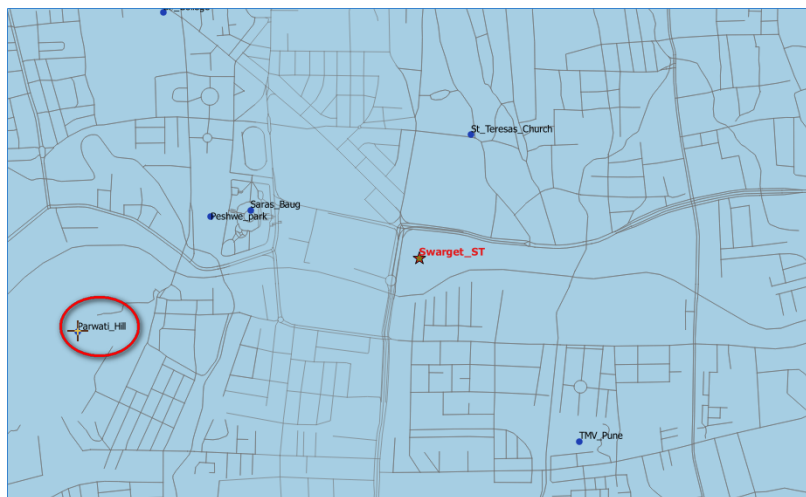 St_Teresas_Church
Saras_Baug
Peshwe_park
Swarget_ST
Parwati_Hill
TMV_Pune